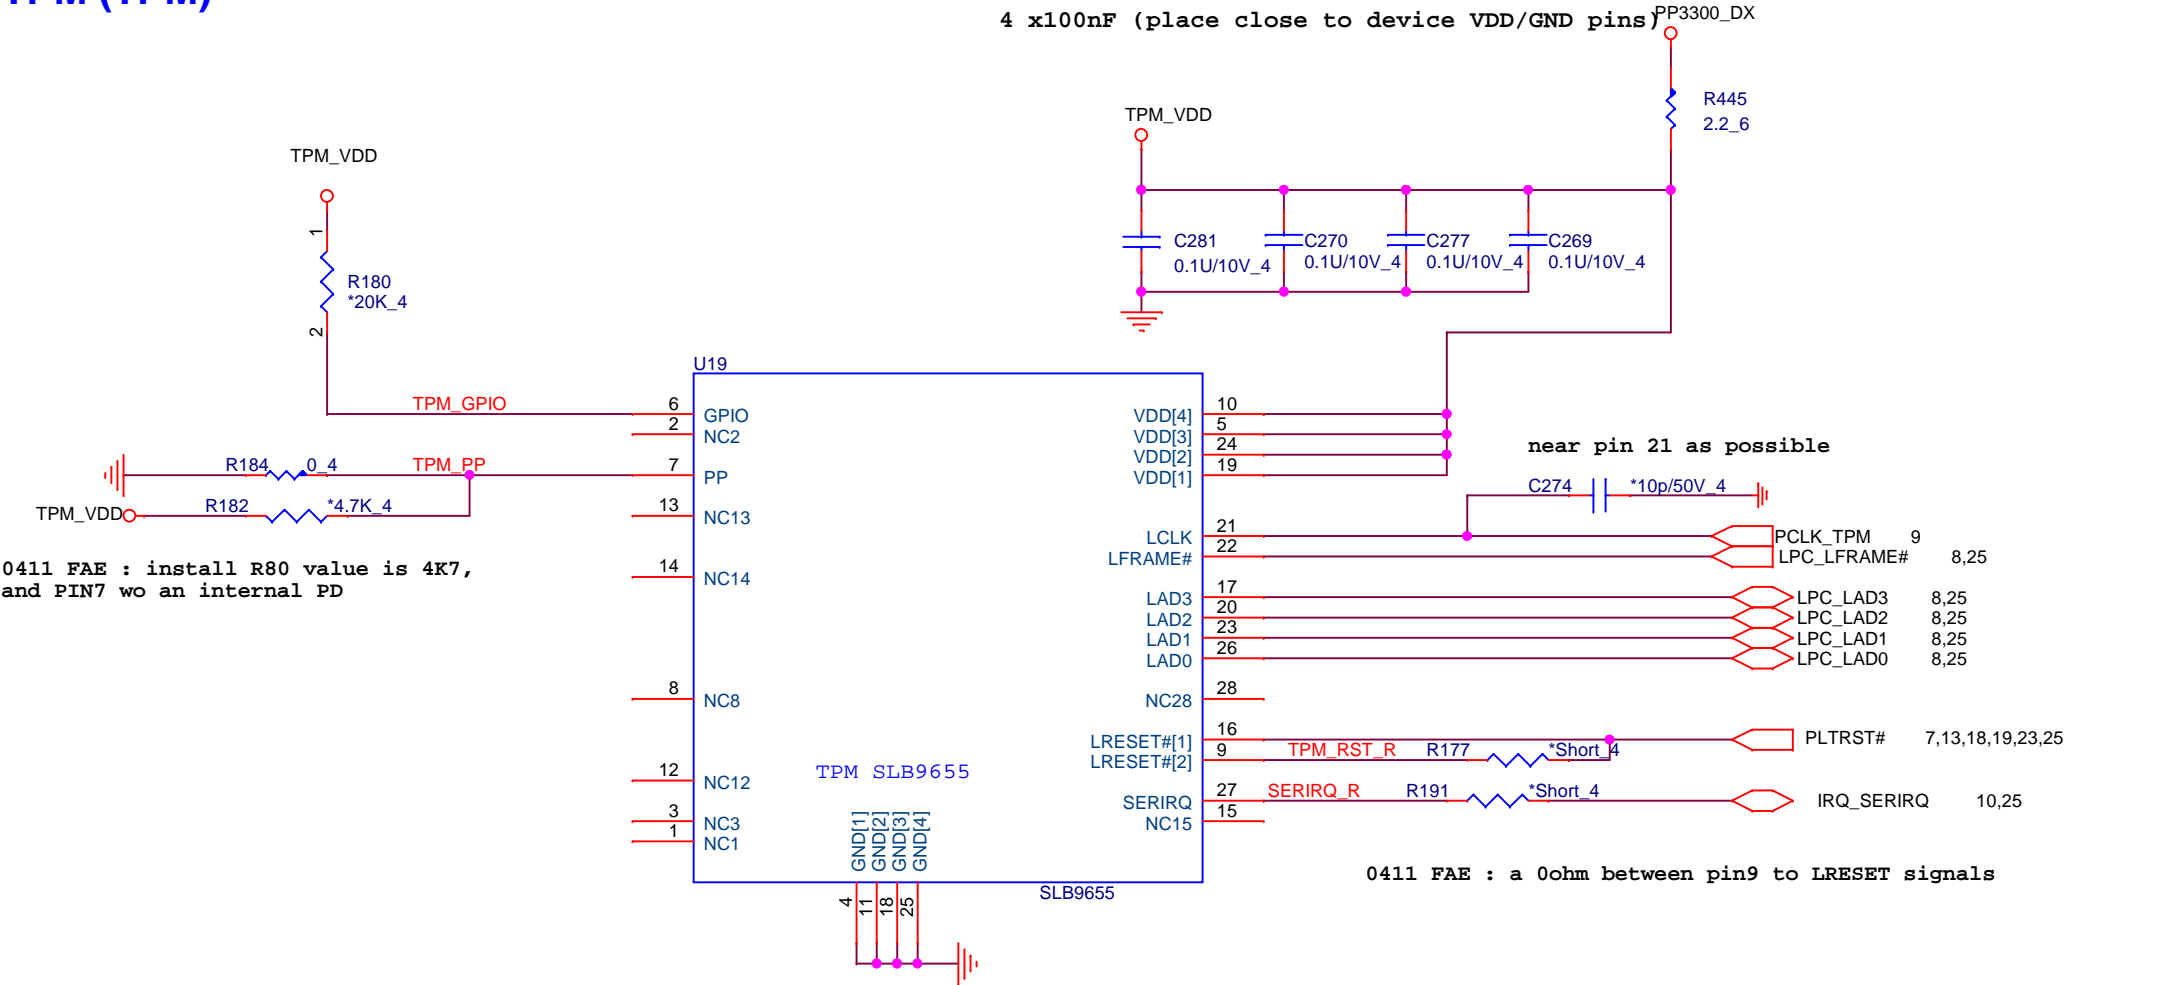 TPM (TPM)
4 x100nF (place close to device VDD/GND pins)
PP3300_DX
R445
2.2_6
TPM_VDD
TPM_VDD
1
R180
*20K_4
2
C281
0.1U/10V_4
C270
0.1U/10V_4
C277
0.1U/10V_4
C269
0.1U/10V_4
U19
TPM_GPIO
6
GPIO
2
NC2
R184
0_4
TPM_PP
7
PP
TPM_VDD
R182
*4.7K_4
13
NC13
0411 FAE : install R80 value is 4K7,
and PIN7 wo an internal PD
14
NC14
8
NC8
12
NC12
3
NC3
1
NC1
TPM SLB9655
GND[1]
GND[2]
GND[3]
GND[4]
4
11
18
25
SLB9655
VDD[4]
10
VDD[3]
5
VDD[2]
24
VDD[1]
19
near pin 21 as possible
C274
*10p/50V_4
LCLK
21
PCLK_TPM 9
LFRAME#
22
LPC_LFRAME# 8,25
LAD3
17
LPC_LAD3 8,25
LAD2
20
LPC_LAD2 8,25
LAD1
23
LPC_LAD1 8,25
LAD0
26
LPC_LAD0 8,25
NC28
28
LRESET#[1]
16
PLTRST# 7,13,18,19,23,25
LRESET#[2]
9
TPM_RST_R
R177
*Short_4
SERIRQ
27
SERIRQ_R
R191
*Short_4
IRQ_SERIRQ 10,25
NC15
15
0411 FAE : a 0ohm between pin9 to LRESET signals